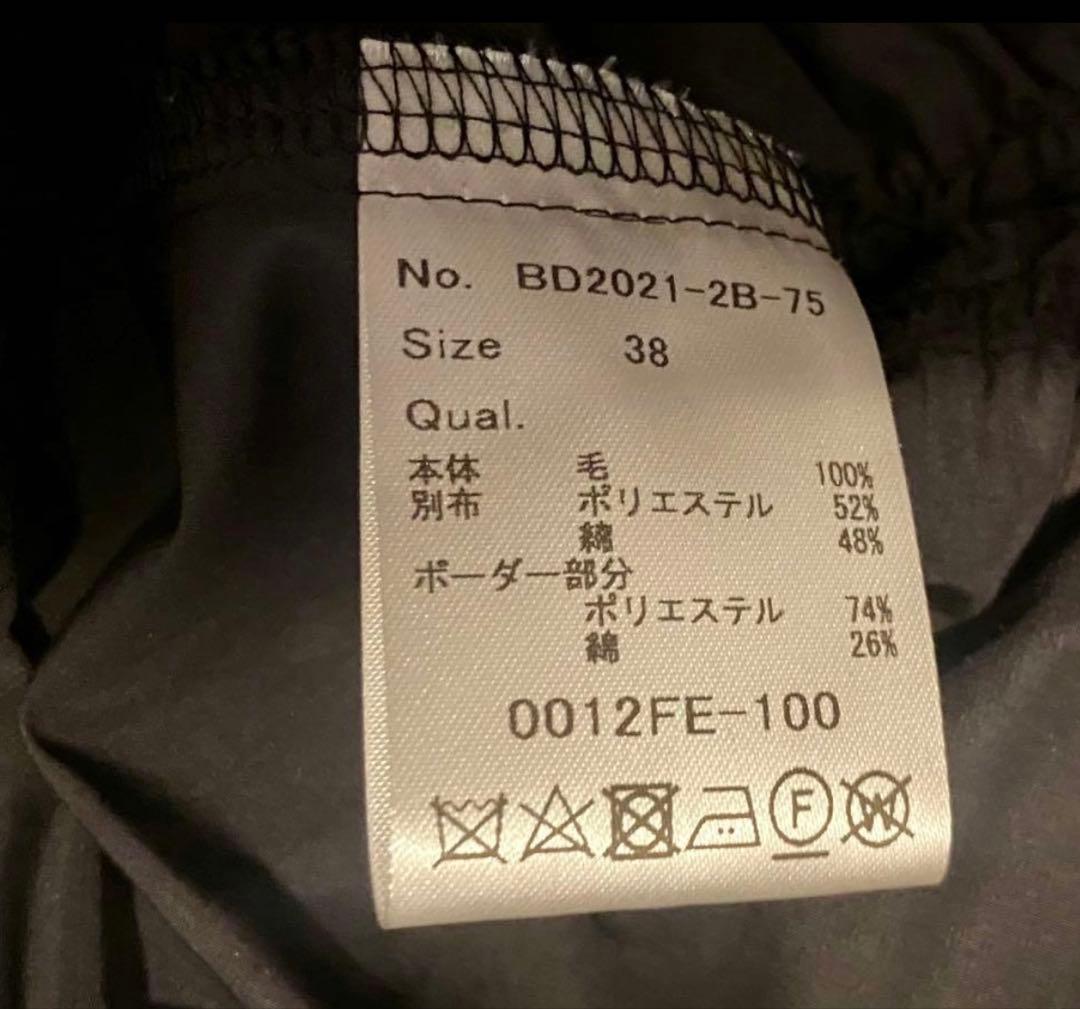 No. BD2021-2B-75
Size 38
Qual.
本体 毛 100%
別布 ポリエステル 52%
綿 48%
ボーダー部分
ポリエステル 74%
綿 26%
0012FE-100
F W